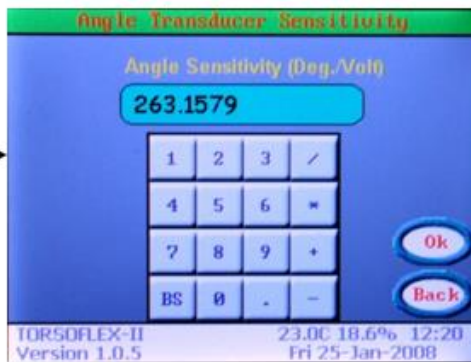 Angle Transducer Sensitivity
Angle Sensitivity (Deg./Volt)
263.1579
1 2 3 /
4 5 6 *
7 8 9 +
BS 0 . -
Ok
Back
TORSOFLEX-II 23.0C 18.6% 12:20
Version 1.0.5 Fri 25-Jan-2008